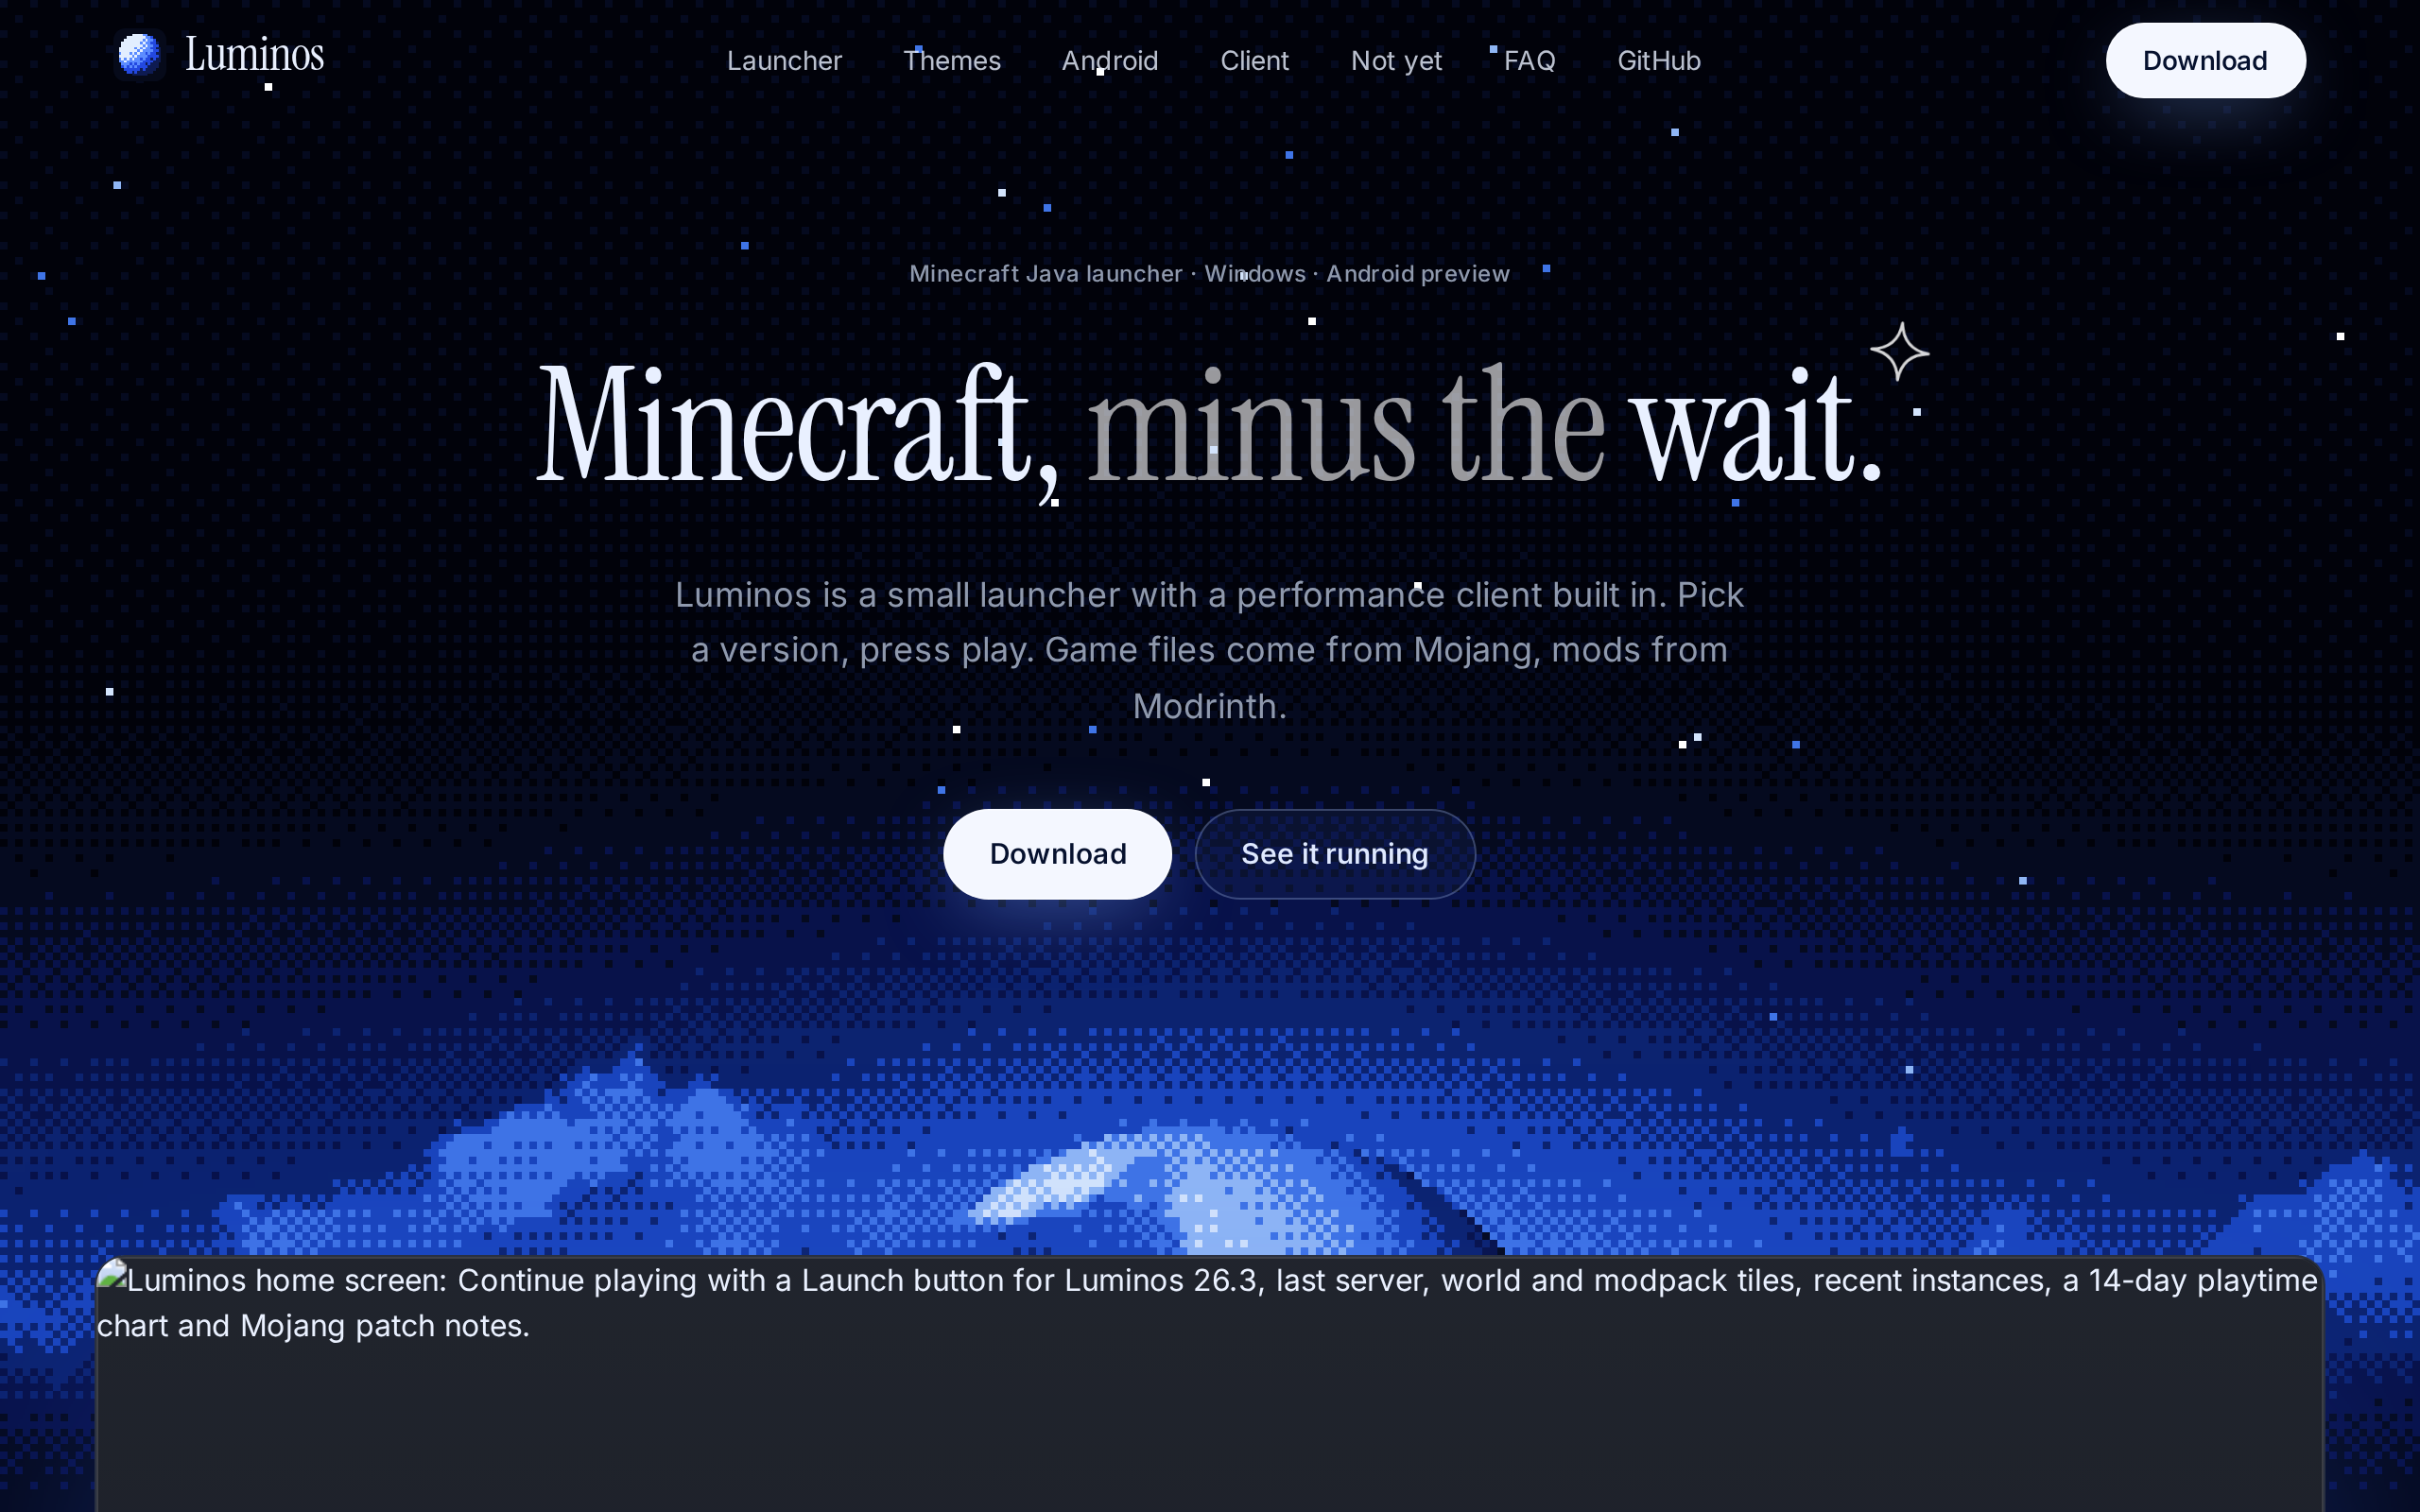 Luminos
Launcher Themes Android Client Not yet FAQ GitHub
Download
Minecraft Java launcher · Windows · Android preview
Minecraft, minus the wait.
Luminos is a small launcher with a performance client built in. Pick
a version, press play. Game files come from Mojang, mods from
Modrinth.
Download
See it running
Luminos home screen: Continue playing with a Launch button for Luminos 26.3, last server, world and modpack tiles, recent instances, a 14-day playtime
chart and Mojang patch notes.